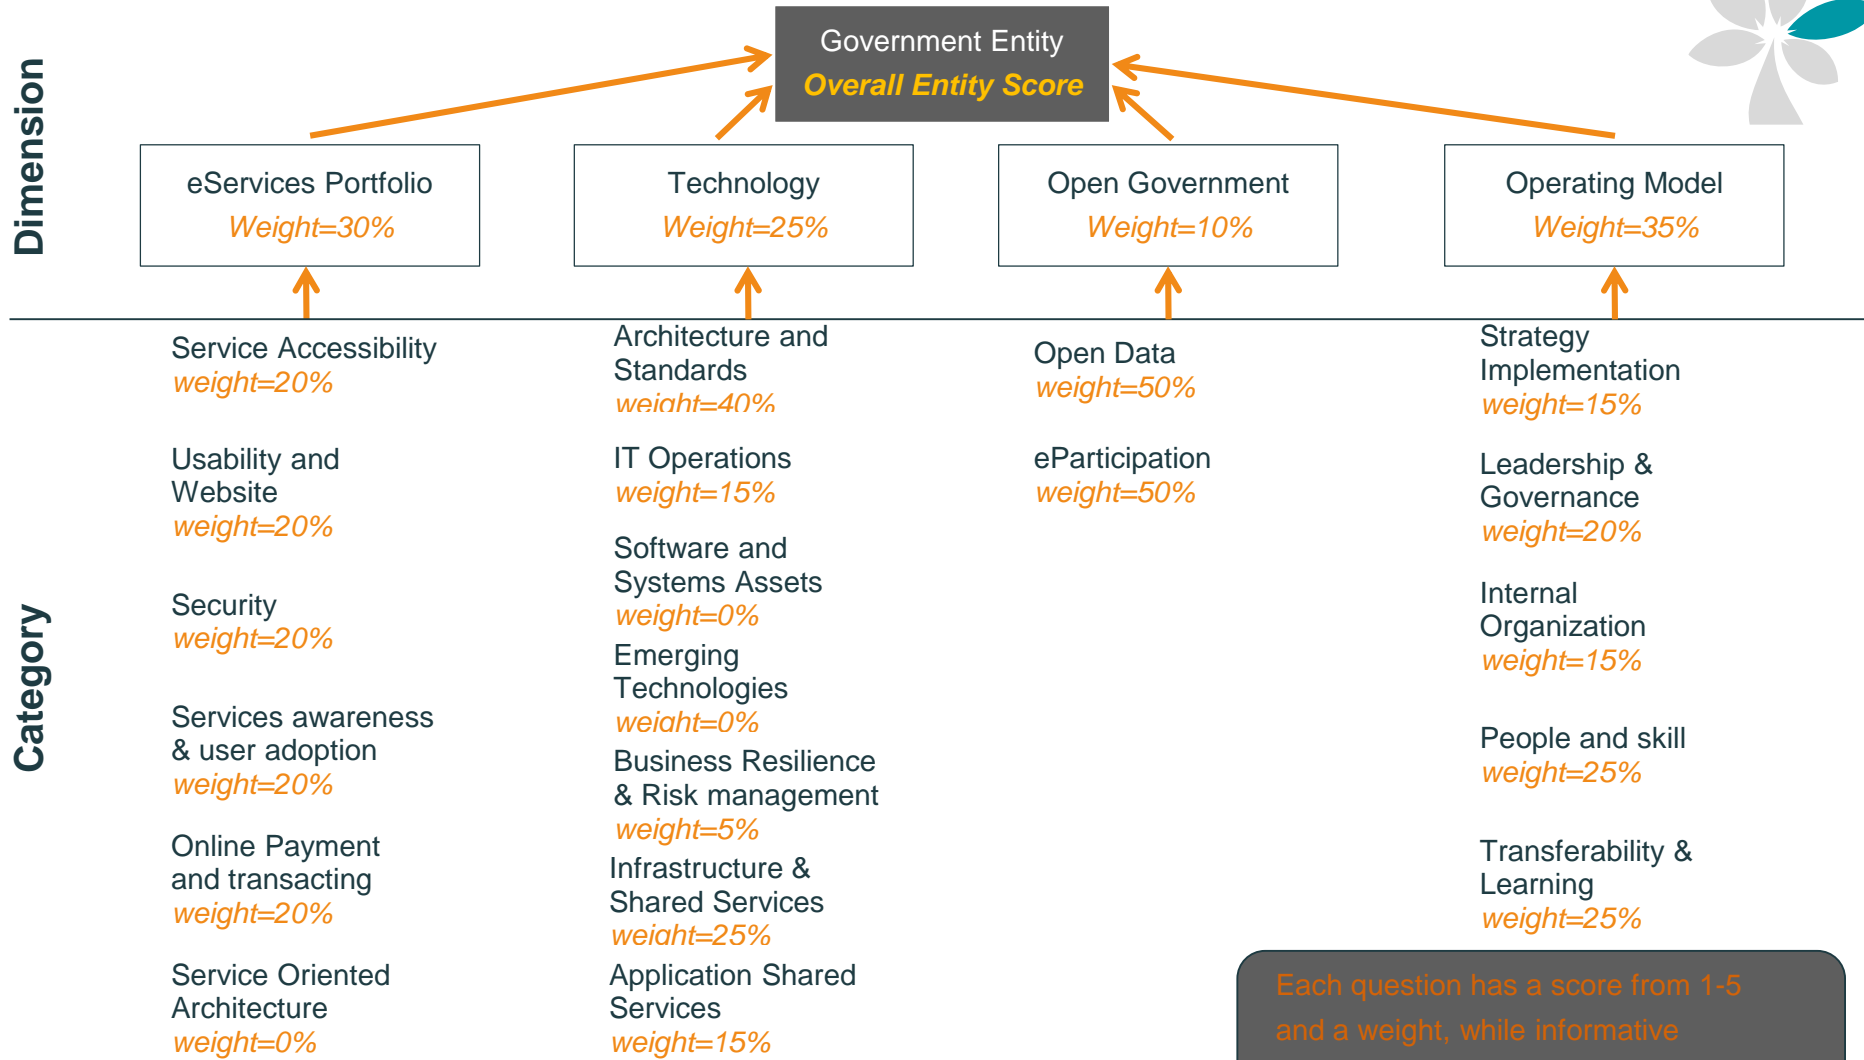 Government Entity
Overall Entity Score
Dimension
eServices Portfolio
Weight=30%
Technology
Weight=25%
Open Government
Weight=10%
Operating Model
Weight=35%
Category
Service Accessibility
weight=20%
Usability and
Website
weight=20%
Security
weight=20%
Services awareness
& user adoption
weight=20%
Online Payment
and transacting
weight=20%
Service Oriented
Architecture
weight=0%
Architecture and
Standards
weight=40%
IT Operations
weight=15%
Software and
Systems Assets
weight=0%
Emerging
Technologies
weight=0%
Business Resilience
& Risk management
weight=5%
Infrastructure &
Shared Services
weight=25%
Application Shared
Services
weight=15%
Open Data
weight=50%
eParticipation
weight=50%
Strategy
Implementation
weight=15%
Leadership &
Governance
weight=20%
Internal
Organization
weight=15%
People and skill
weight=25%
Transferability &
Learning
weight=25%
Each question has a score from 1-5
and a weight, while informative